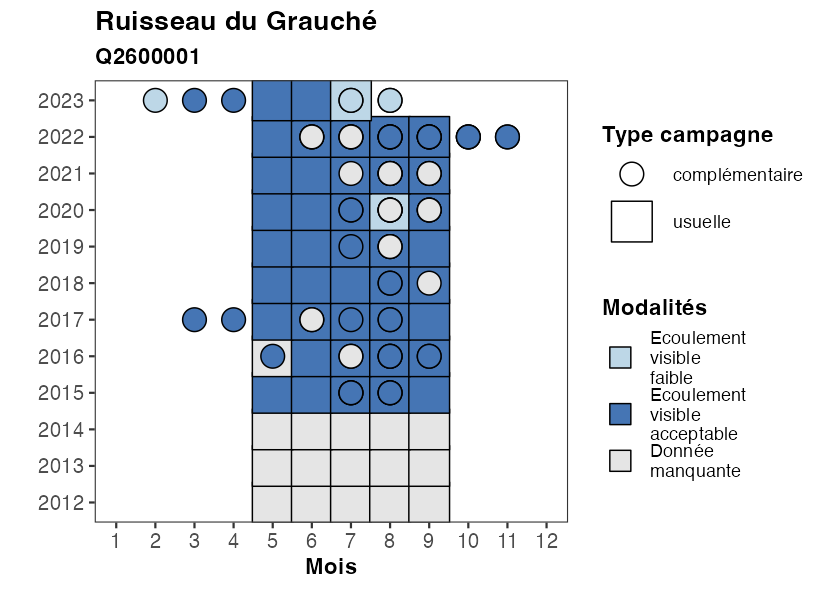 Ruisseau du Grauché
Q2600001
2023
2022
2021
2020
2019
2018
2017
2016
2015
2014
2013
2012
1 2 3 4 5 6 7 8 9 10 11 12
Mois
Type campagne
complémentaire
usuelle
Modalités
Ecoulement
visible
faible
Ecoulement
visible
acceptable
Donnée
manquante